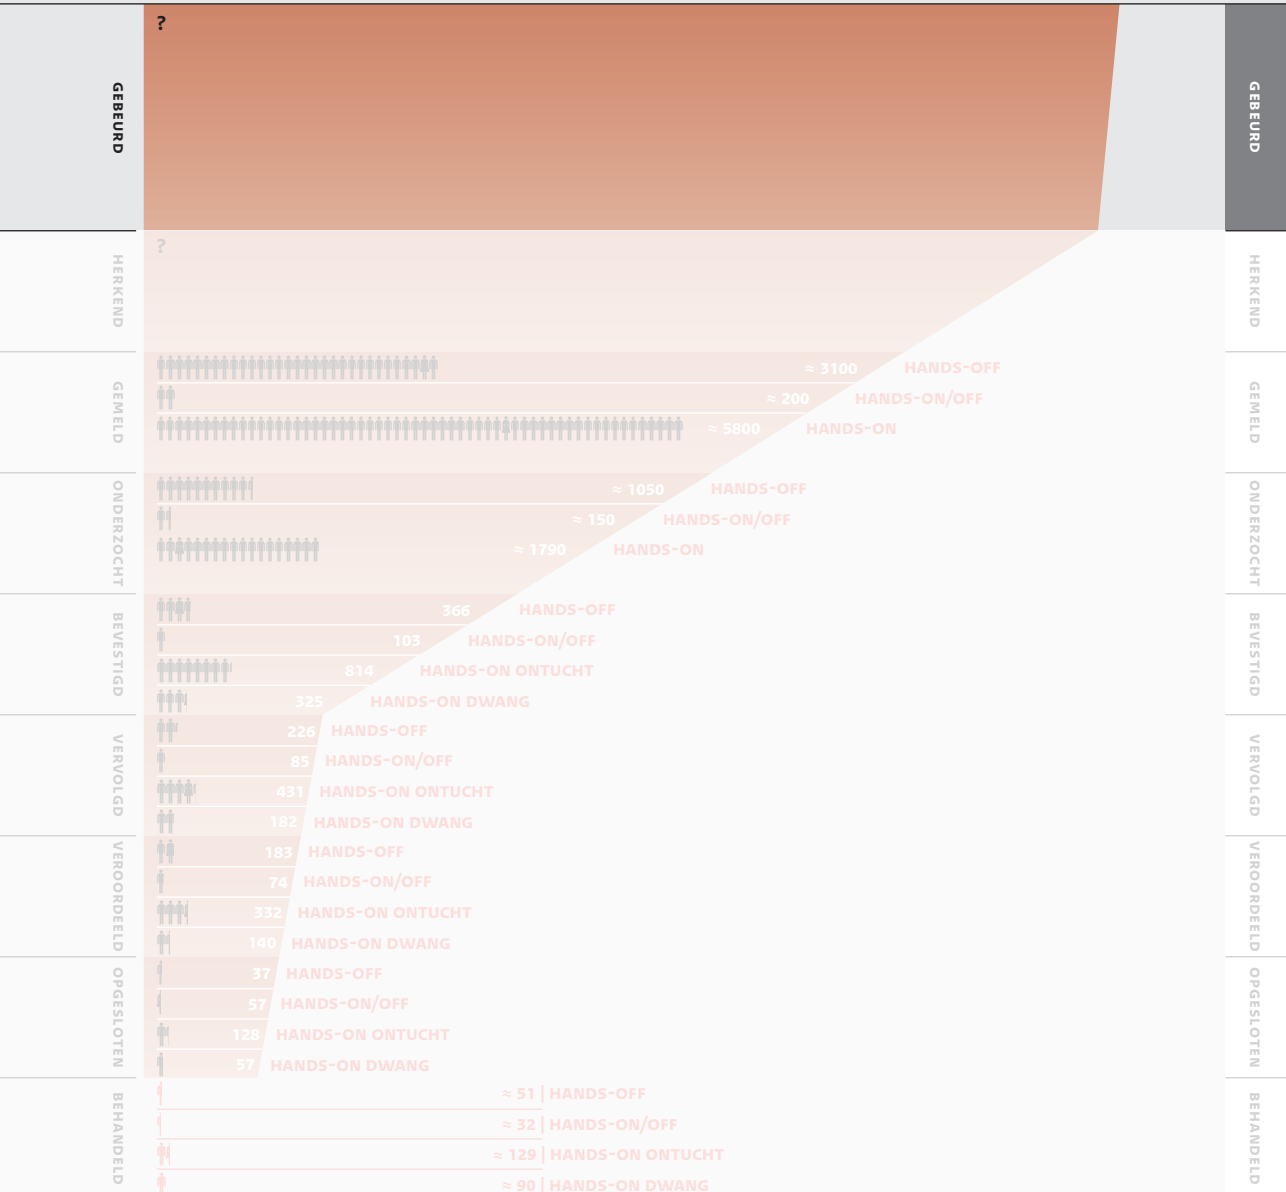 ?
GEBEURD
GEBEURD
?
HERKEND
HERKEND
GEMELD
≈ 3100 HANDS-OFF
≈ 200 HANDS-ON/OFF
≈ 5800 HANDS-ON
GEMELD
ONDERZOCHT
≈ 1050 HANDS-OFF
≈ 150 HANDS-ON/OFF
≈ 1790 HANDS-ON
ONDERZOCHT
BEVESTIGD
366 HANDS-OFF
103 HANDS-ON/OFF
814 HANDS-ON ONTUCHT
325 HANDS-ON DWANG
BEVESTIGD
VERVOLGD
226 HANDS-OFF
85 HANDS-ON/OFF
431 HANDS-ON ONTUCHT
182 HANDS-ON DWANG
VERVOLGD
VEROORDEELD
183 HANDS-OFF
74 HANDS-ON/OFF
332 HANDS-ON ONTUCHT
140 HANDS-ON DWANG
VEROORDEELD
OPGESLOTEN
37 HANDS-OFF
57 HANDS-ON/OFF
128 HANDS-ON ONTUCHT
57 HANDS-ON DWANG
OPGESLOTEN
BEHANDELD
≈ 51 | HANDS-OFF
≈ 32 | HANDS-ON/OFF
≈ 129 | HANDS-ON ONTUCHT
≈ 90 | HANDS-ON DWANG
BEHANDELD